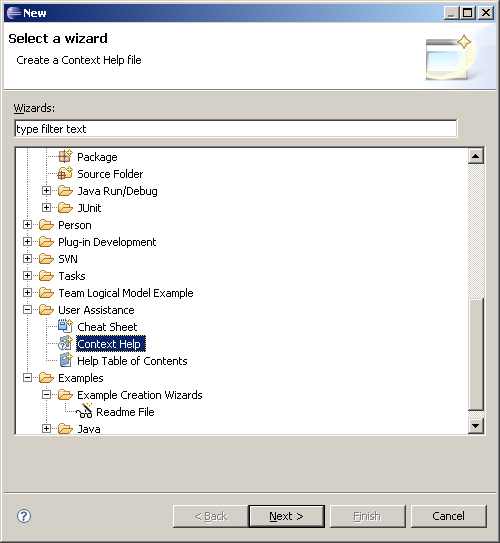 New
Select a wizard
Create a Context Help file
Wizards:
type filter text
Package
Source Folder
Java Run/Debug
JUnit
Person
Plug-in Development
SVN
Tasks
Team Logical Model Example
User Assistance
Cheat Sheet
Context Help
Help Table of Contents
Examples
Example Creation Wizards
Readme File
Java
?
< Back
Next >
Finish
Cancel